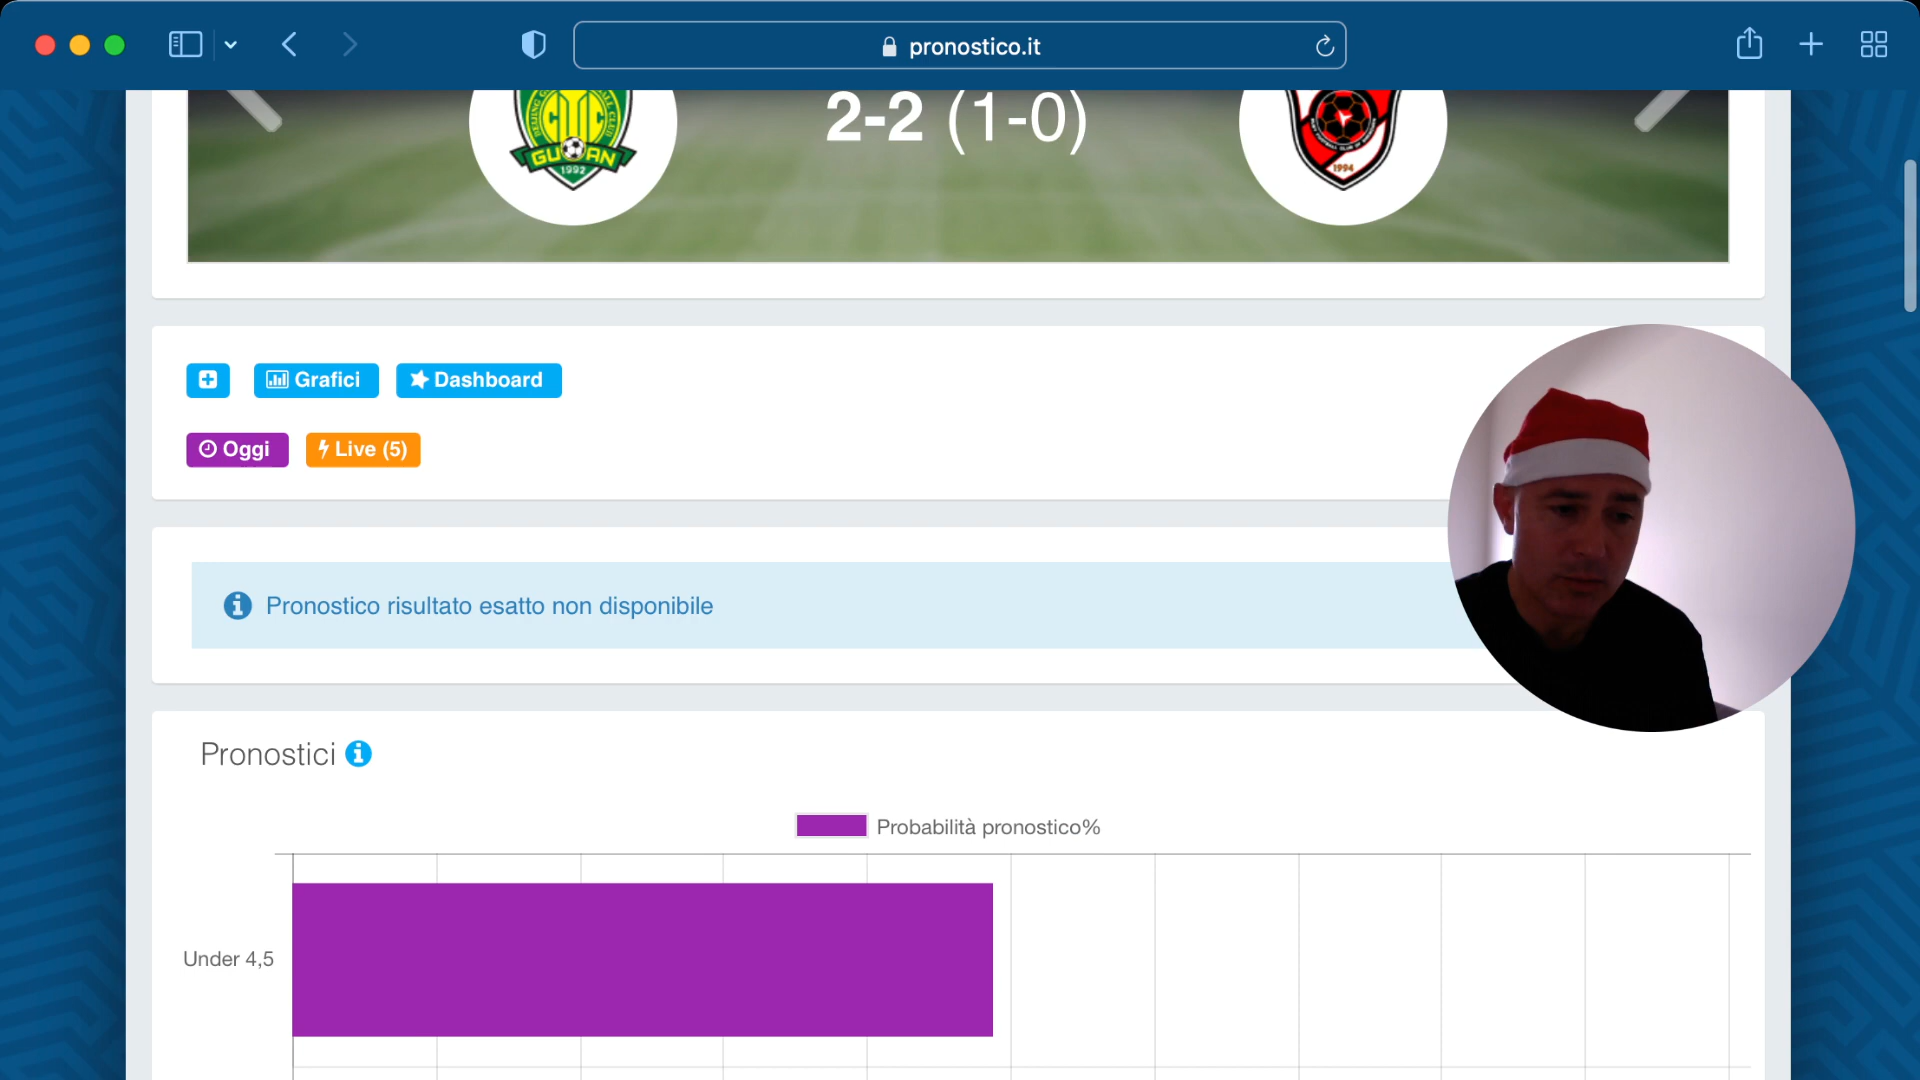 pronostico.it
2-2 (1-0)
GUOAN
1992
1994
Grafici
Dashboard
Oggi
Live (5)
Pronostico risultato esatto non disponibile
Pronostici
Probabilità pronostico%
Under 4,5